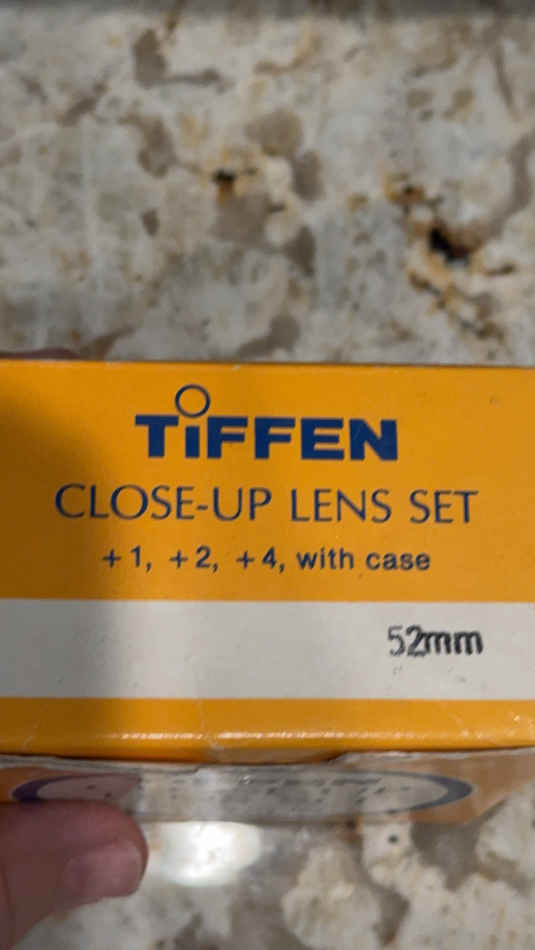 TiFFEN
CLOSE-UP LENS SET
+1, +2, +4, with case
52mm